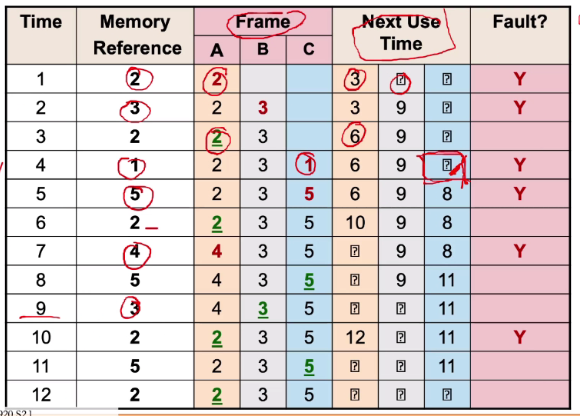 Time Memory Reference Frame Next Use Time Fault?
A B C
1 2 2 3 ⍰ ⍰ Y
2 3 2 3 3 9 ⍰ Y
3 2 2 3 6 9 ⍰
4 1 2 3 1 6 9 ⍰ Y
5 5 2 3 5 6 9 8 Y
6 2 2 3 5 10 9 8
7 4 4 3 5 ⍰ 9 8 Y
8 5 4 3 5 ⍰ 9 11
9 3 4 3 5 ⍰ ⍰ 11
10 2 2 3 5 12 ⍰ 11 Y
11 5 2 3 5 ⍰ ⍰ 11
12 2 2 3 5 ⍰ ⍰ ⍰